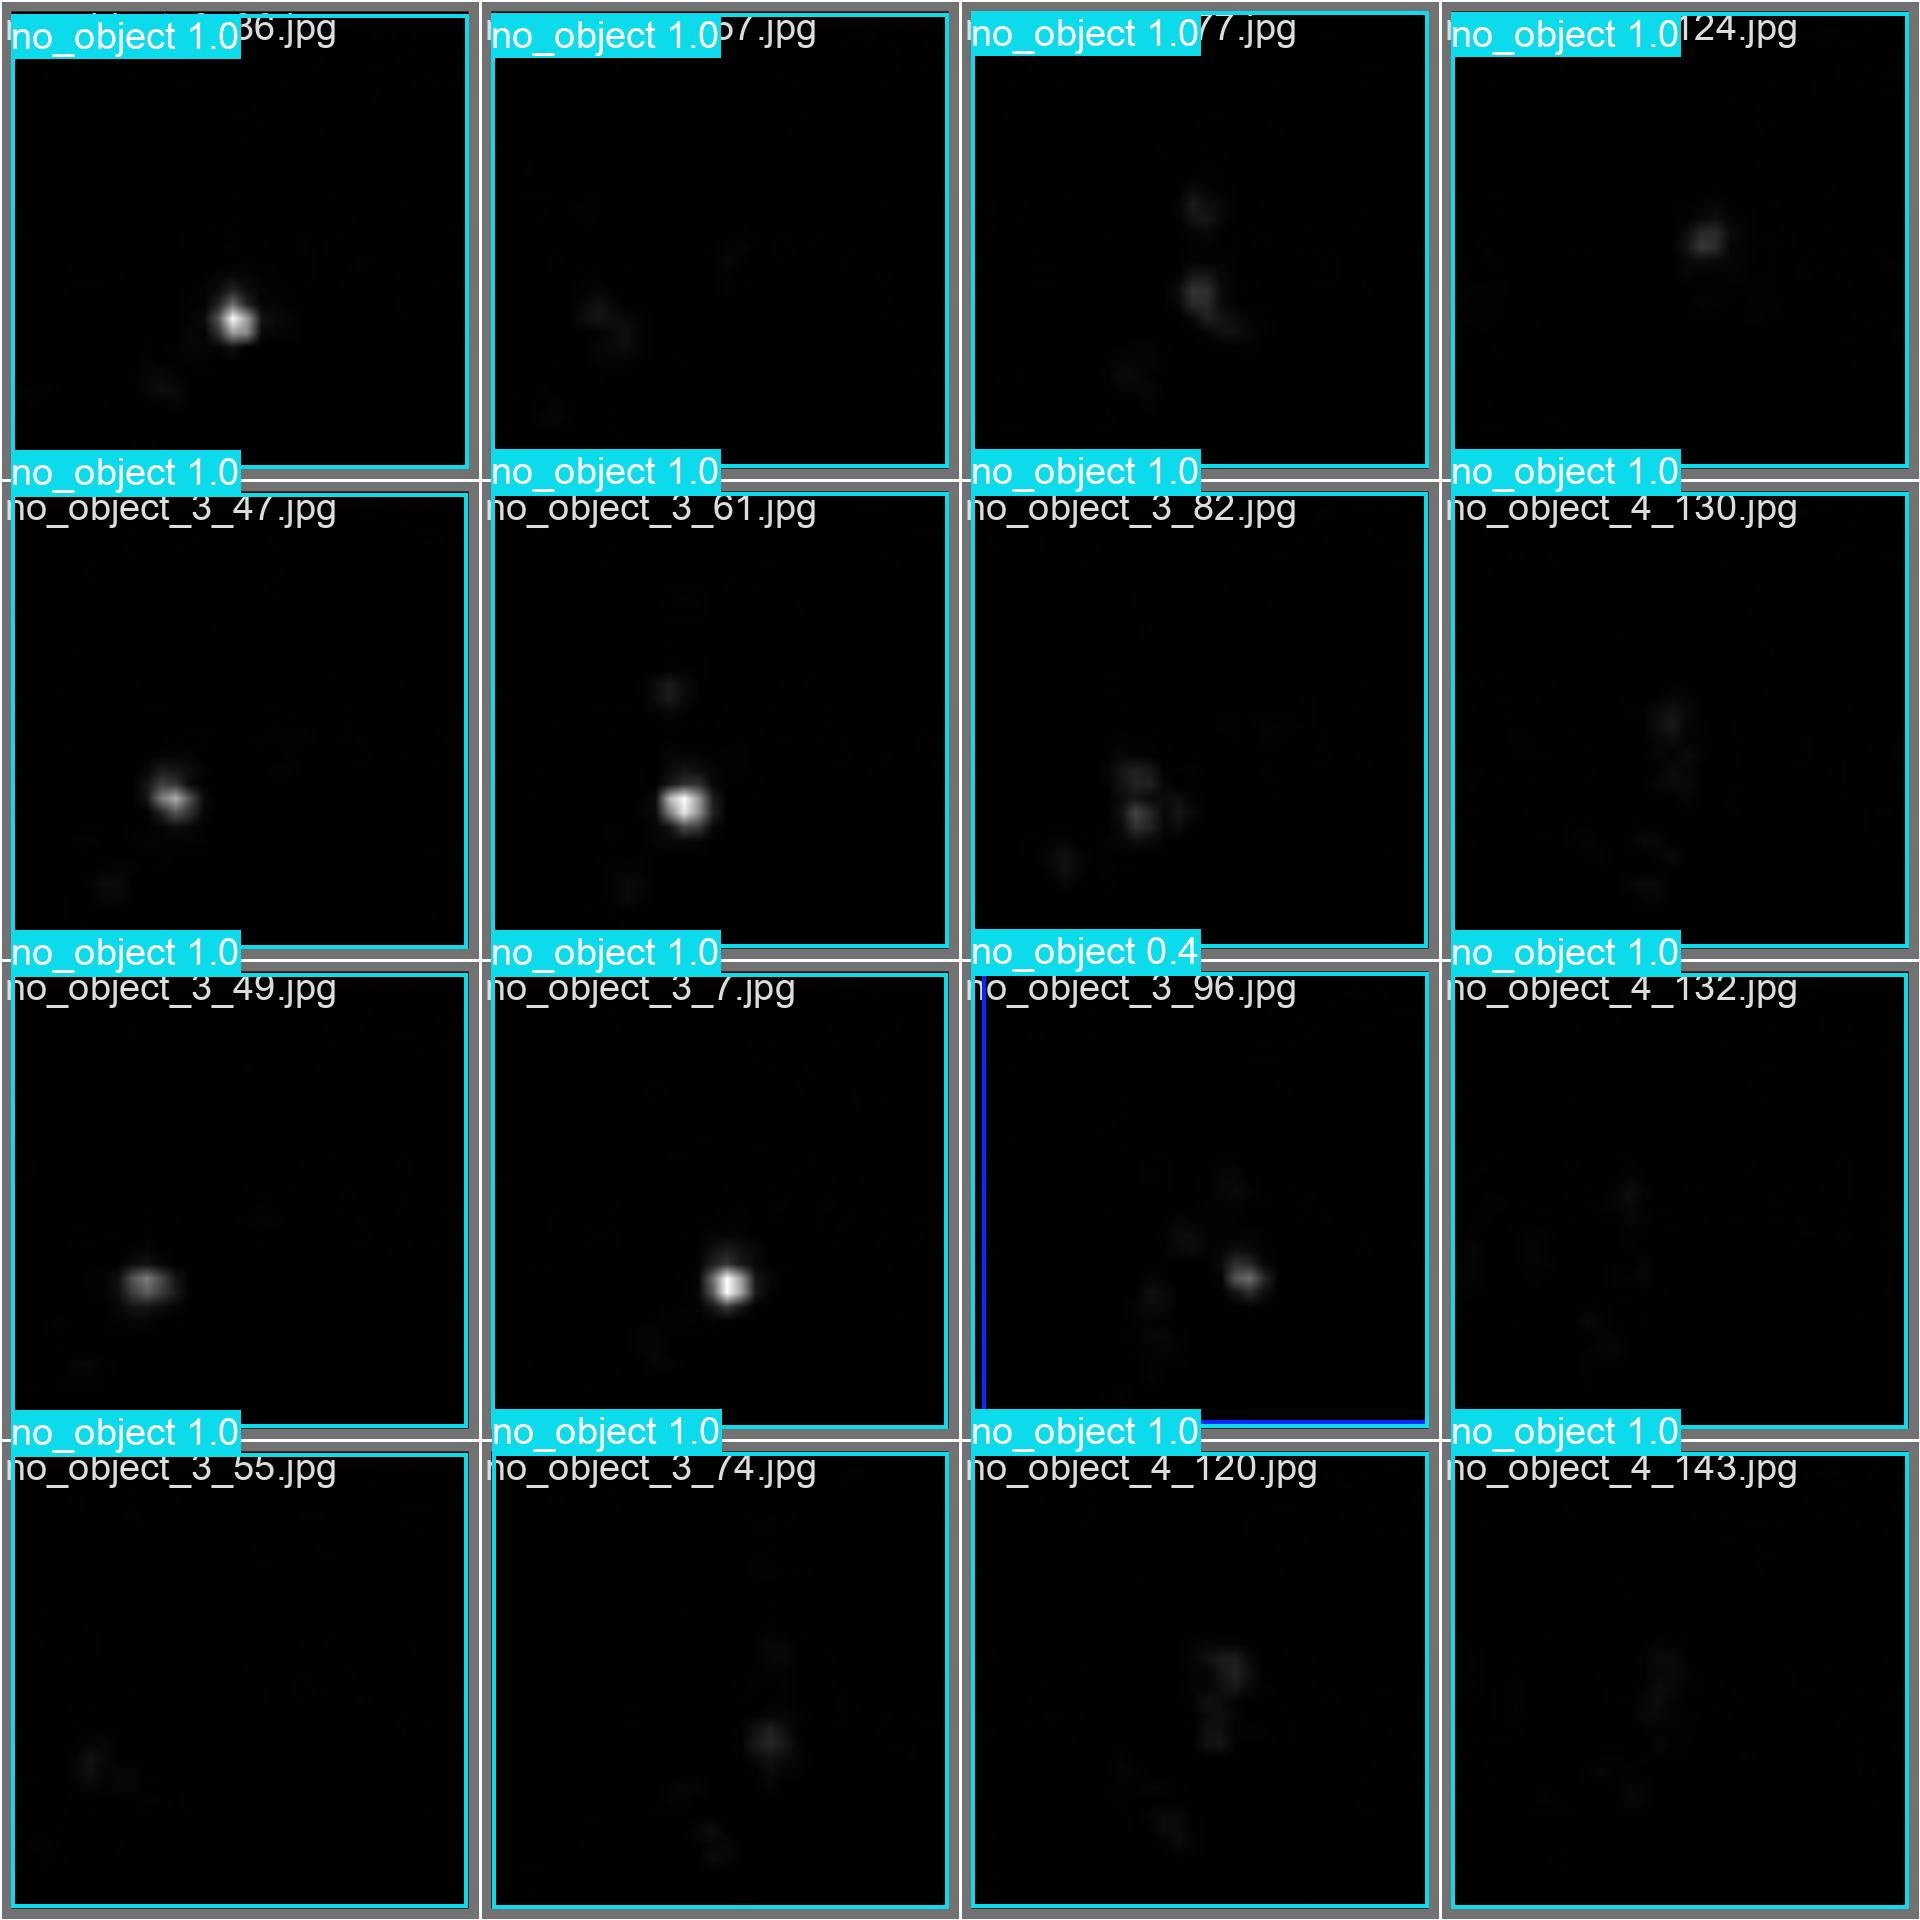 no_object 1.0 36.jpg
no_object 1.0 57.jpg
no_object 1.0 77.jpg
no_object 1.0 124.jpg
no_object 1.0
no_object 1.0
no_object 1.0
no_object 1.0
no_object_3_47.jpg
no_object_3_61.jpg
no_object_3_82.jpg
no_object_4_130.jpg
no_object 1.0
no_object 1.0
no_object 0.4
no_object 1.0
no_object_3_49.jpg
no_object_3_7.jpg
no_object_3_96.jpg
no_object_4_132.jpg
no_object 1.0
no_object 1.0
no_object 1.0
no_object 1.0
no_object_3_55.jpg
no_object_3_74.jpg
no_object_4_120.jpg
no_object_4_143.jpg